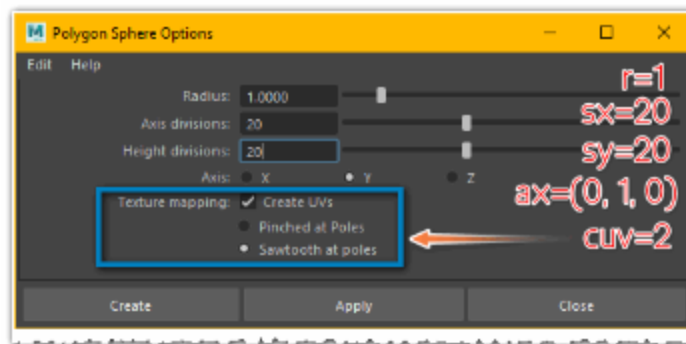 Polygon Sphere Options
Edit Help
Radius: 1.0000 r=1
Axis divisions: 20 sx=20
Height divisions: 20 sy=20
Axis: X Y Z ax=(0, 1, 0)
Texture mapping: Create UVs
Pinched at Poles cuv=2
Sawtooth at poles
Create Apply Close